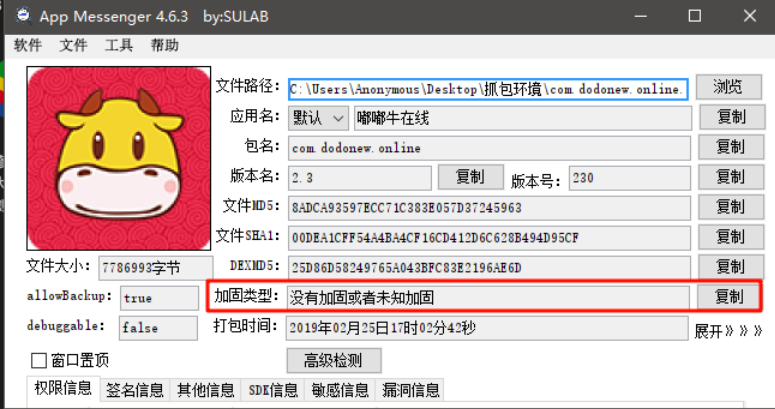 App Messenger 4.6.3 by:SULAB
软件 文件 工具 帮助
文件路径: C:\Users\Anonymous\Desktop\抓包环境\com.dodonew.online. 浏览
应用名: 默认 嘟嘟牛在线 复制
包名: com.dodonew.online 复制
版本名: 2.3 复制 版本号: 230 复制
文件MD5: 8ADCA93597ECC71C383E057D37245963 复制
文件SHA1: 00DEA1CFF54A4BA4CF16CD412D6C628B494D95CF 复制
文件大小: 7786993字节 DEXMD5: 25D86D58249765A043BFC83E2196AE6D 复制
allowBackup: true 加固类型: 没有加固或者未知加固 复制
debuggable: false 打包时间: 2019年02月25日17时02分42秒 展开》》》
窗口置顶 高级检测
权限信息 签名信息 其他信息 SDK信息 敏感信息 漏洞信息